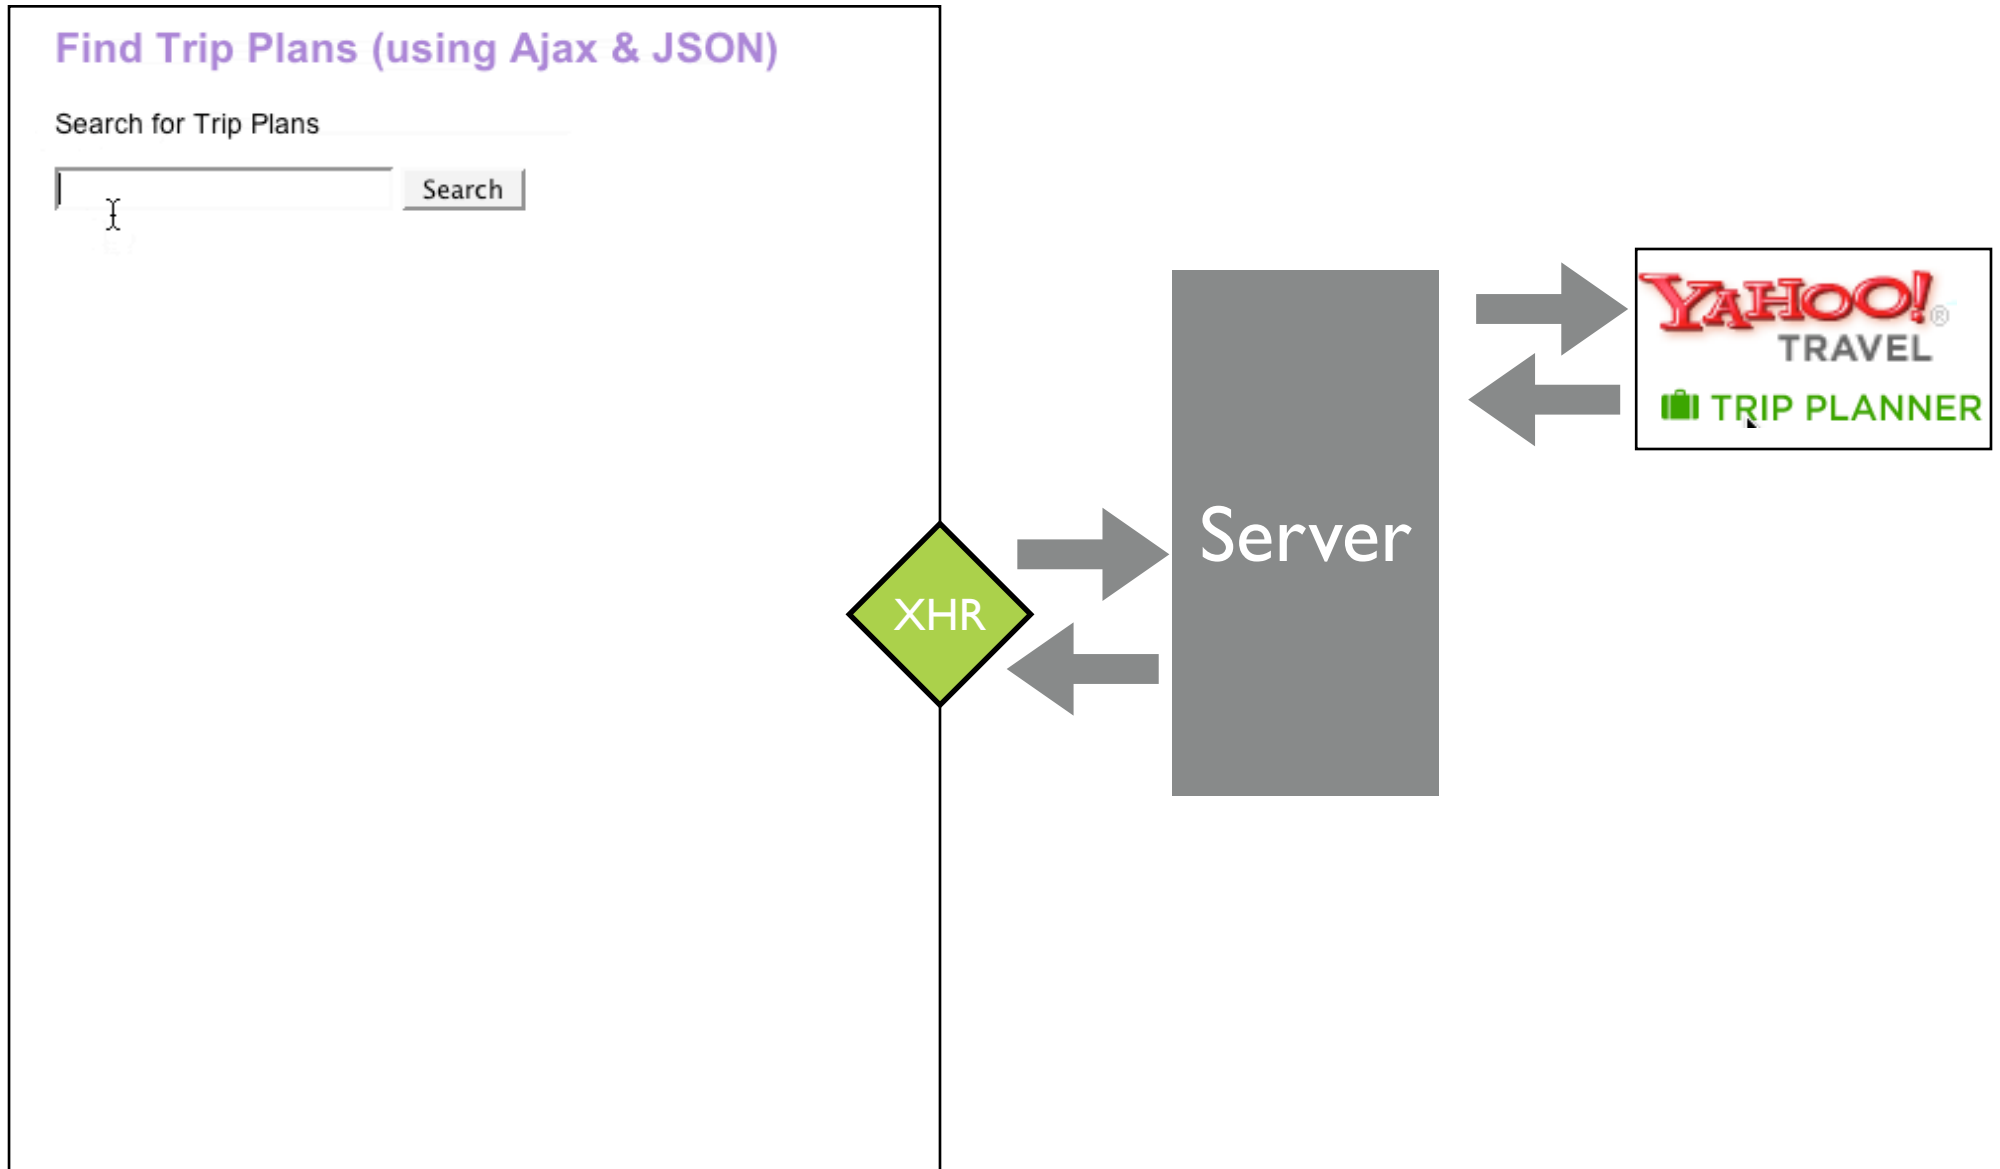 Find Trip Plans (using Ajax & JSON)
Search for Trip Plans
Search
YAHOO!®
TRAVEL
TRIP PLANNER
Server
XHR